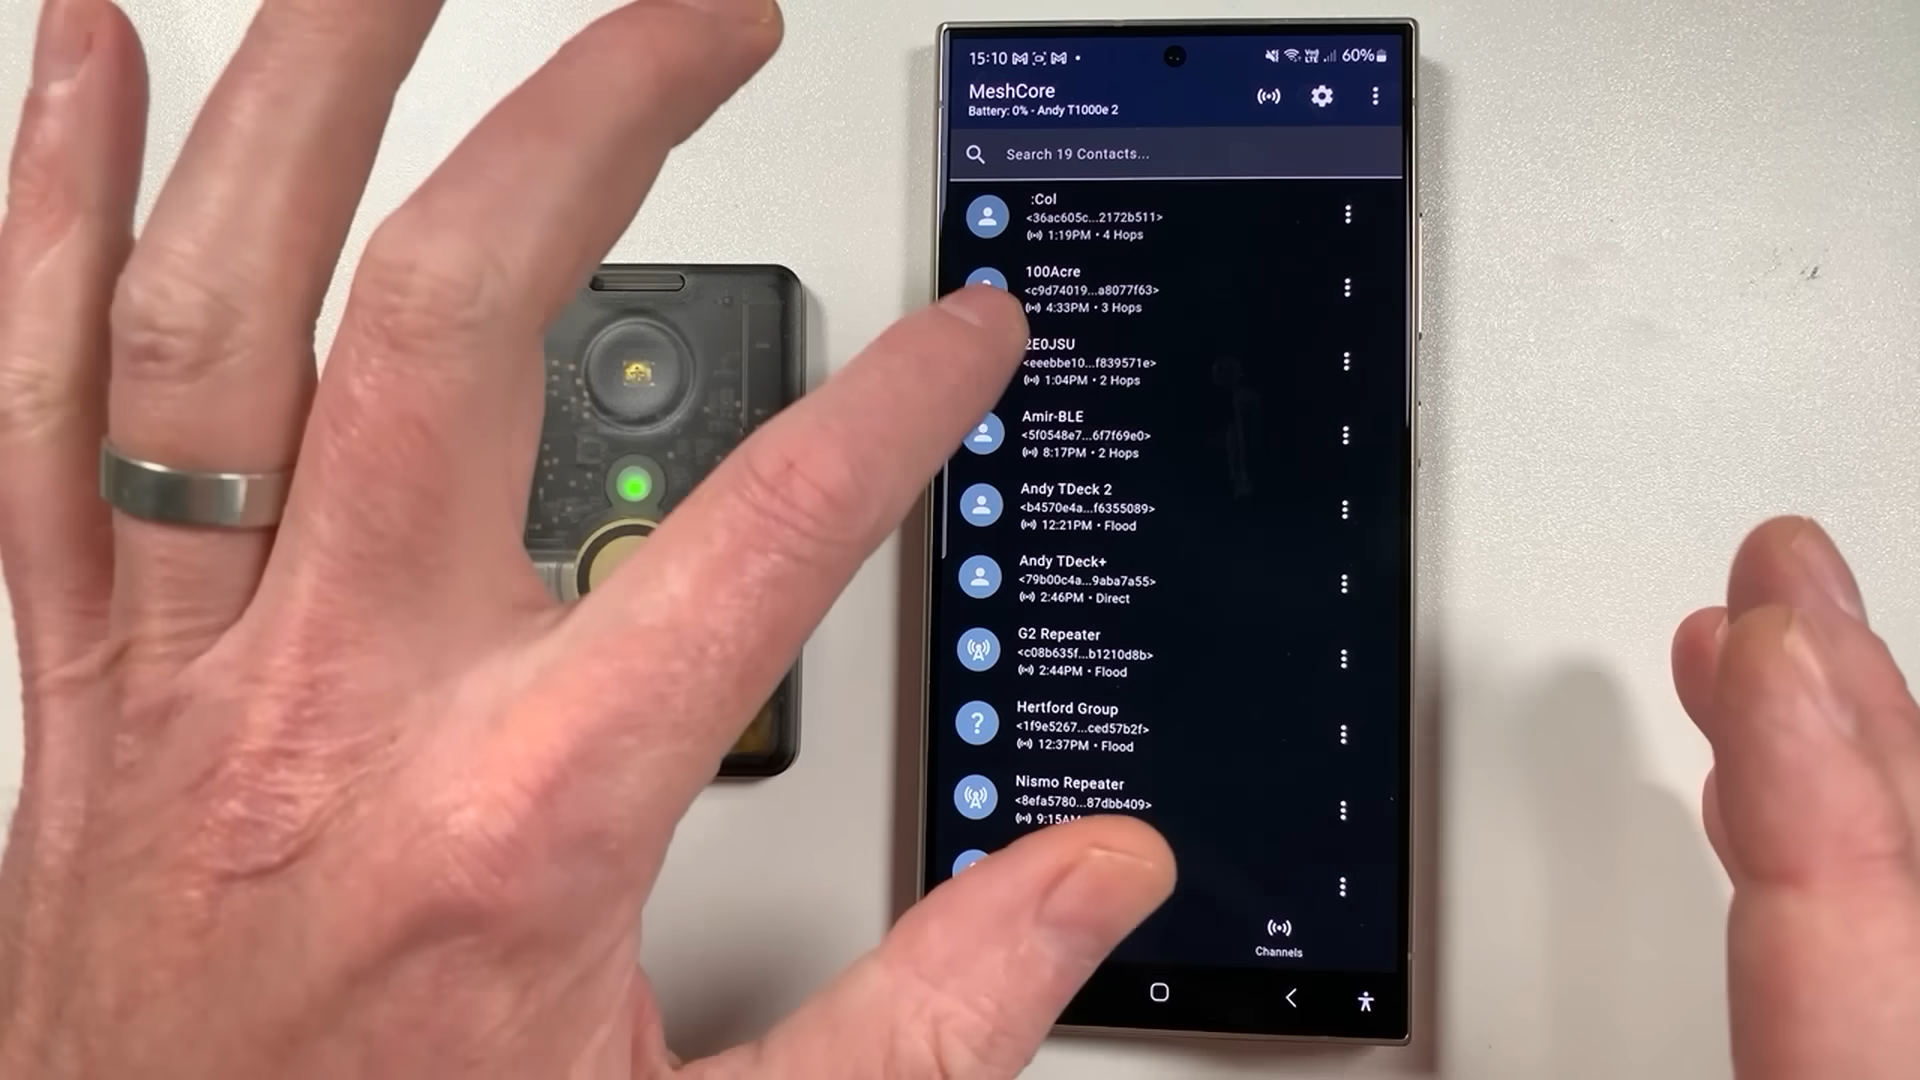 15:10
60%
MeshCore
Battery: 0% - Andy T1000e 2
Search 19 Contacts...
:Col
<36ac605c...2172b511>
1:19PM • 4 Hops
100Acre
<c9d74019...a8077f63>
4:33PM • 3 Hops
2E0JSU
<eeebbe10...f839571e>
1:04PM • 2 Hops
Amir-BLE
<5f0548e7...6f7f69e0>
8:17PM • 2 Hops
Andy TDeck 2
<b4570e4a...f6355089>
12:21PM • Flood
Andy TDeck+
<79b00c4a...9aba7a55>
2:46PM • Direct
G2 Repeater
<c08b635f...b1210d8b>
2:44PM • Flood
Hertford Group
<1f9e5267...ced57b2f>
12:37PM • Flood
Nismo Repeater
<8efa5780...87dbb409>
9:15AM
Channels